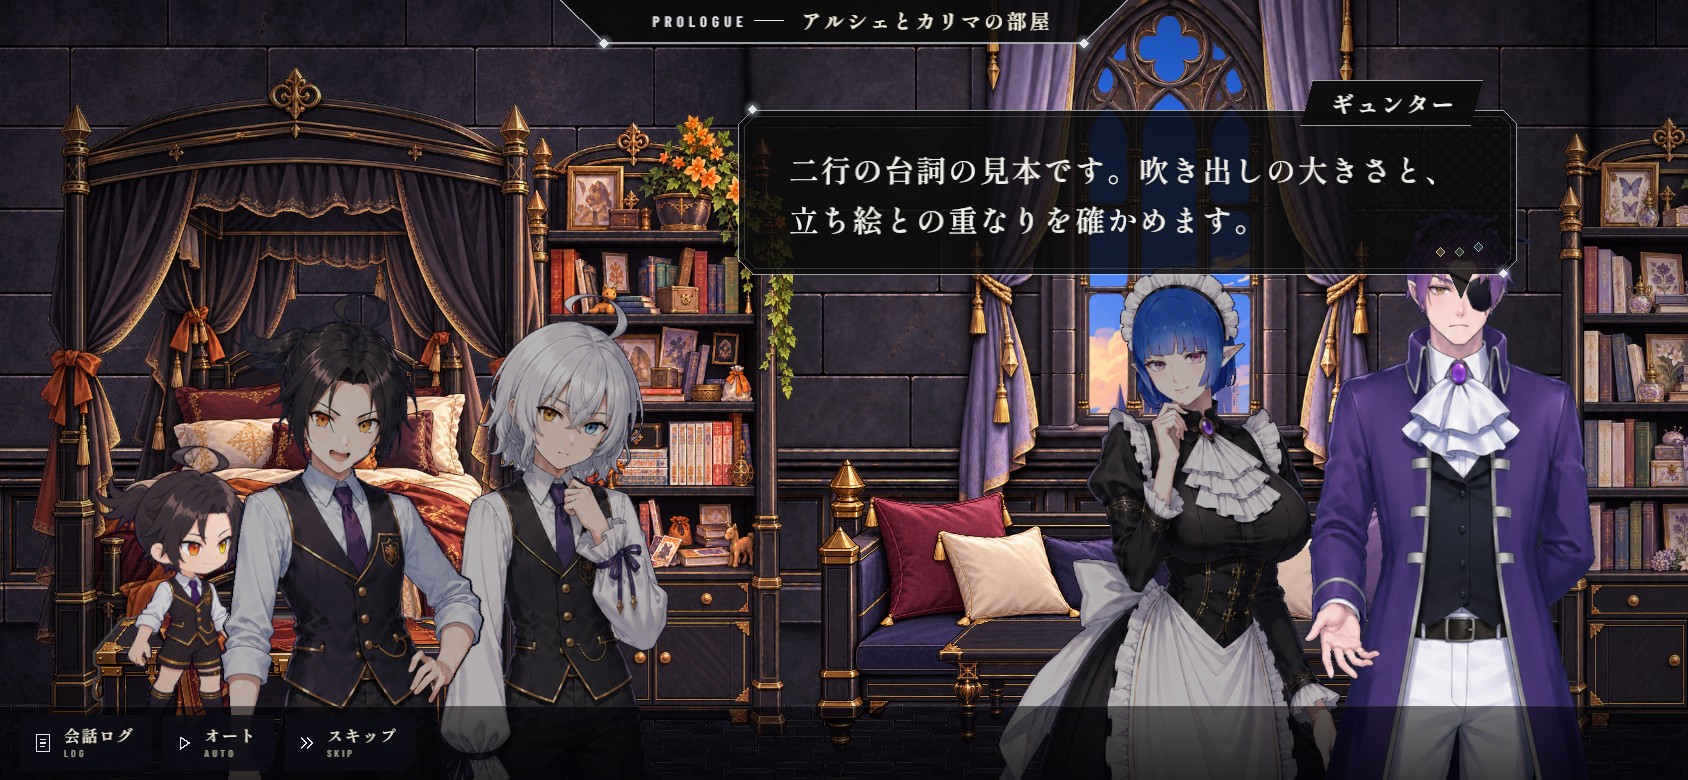 PROLOGUE — アルシェとカリマの部屋
ギュンター
二行の台詞の見本です。吹き出しの大きさと、
立ち絵との重なりを確かめます。
会話ログ
LOG
オート
AUTO
スキップ
SKIP